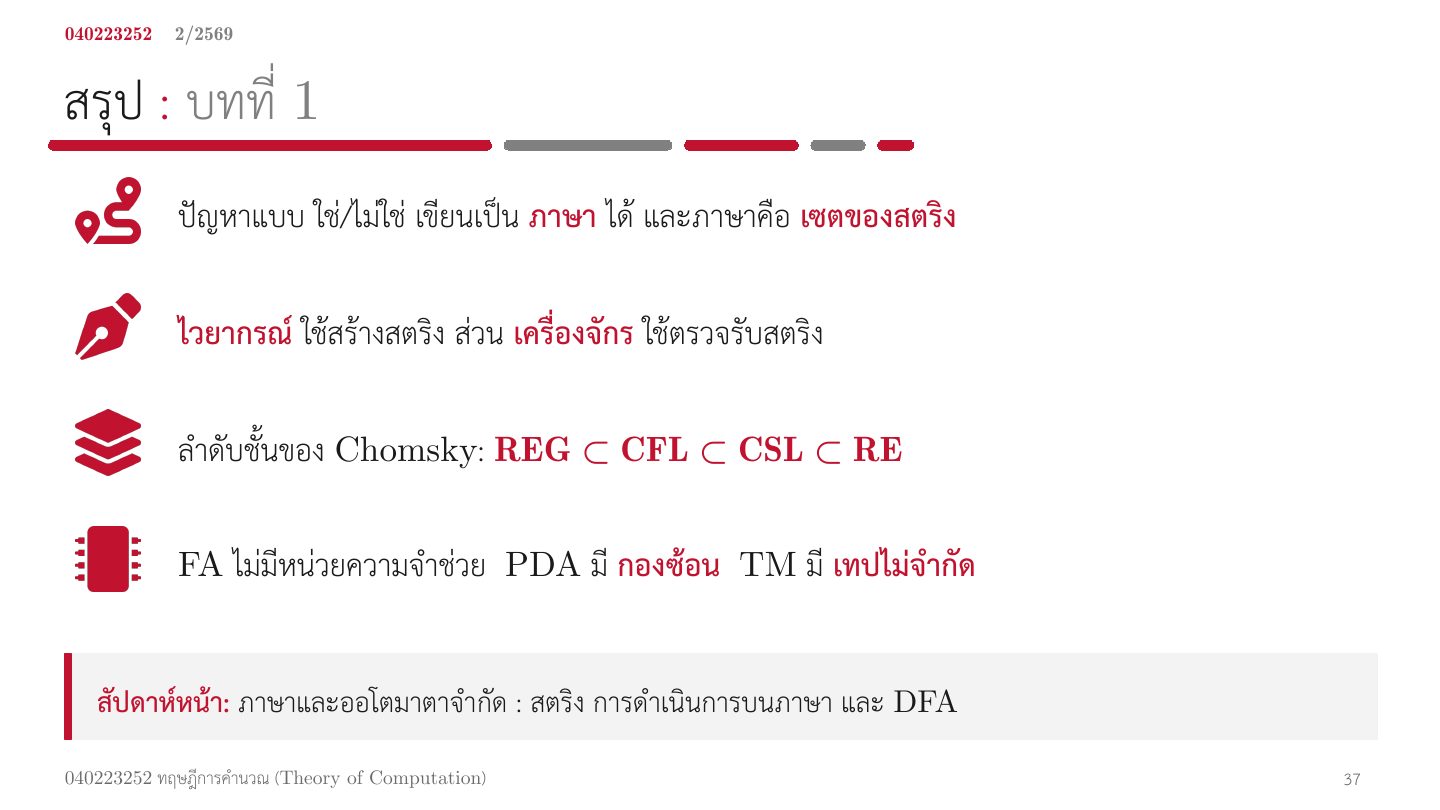 040223252 2/2569
สรุป : บทที่ 1
ปัญหาแบบ ใช่/ไม่ใช่ เขียนเป็น ภาษา ได้ และภาษาคือ เซตของสตริง
ไวยากรณ์ ใช้สร้างสตริง ส่วน เครื่องจักร ใช้ตรวจรับสตริง
ลำดับชั้นของ Chomsky: REG ⊂ CFL ⊂ CSL ⊂ RE
FA ไม่มีหน่วยความจำช่วย PDA มี กองซ้อน TM มี เทปไม่จำกัด
สัปดาห์หน้า: ภาษาและออโตมาตาจำกัด : สตริง การดำเนินการบนภาษา และ DFA
040223252 ทฤษฎีการคำนวณ (Theory of Computation)
37